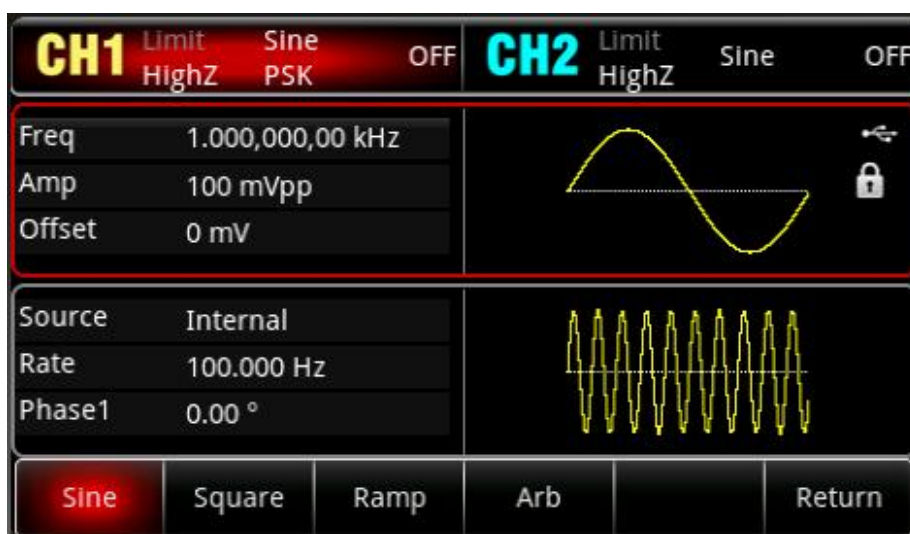 CH1 Limit Sine OFF CH2 Limit Sine OFF
HighZ PSK HighZ
Freq 1.000,000,00 kHz
Amp 100 mVpp
Offset 0 mV
Source Internal
Rate 100.000 Hz
Phase1 0.00 °
Sine Square Ramp Arb Return